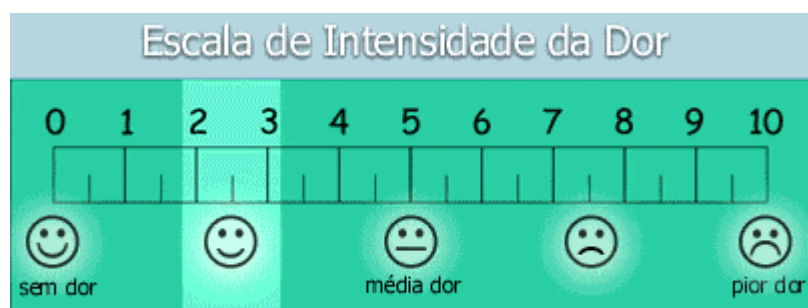 Escala de Intensidade da Dor
0 1 2 3 4 5 6 7 8 9 10
sem dor média dor pior dor